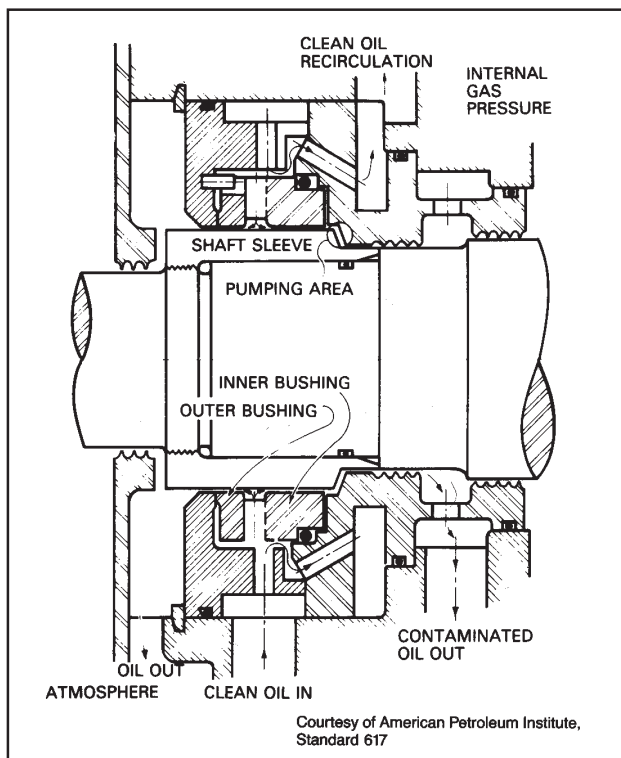 CLEAN OIL
RECIRCULATION
INTERNAL
GAS
PRESSURE
SHAFT SLEEVE
PUMPING AREA
INNER BUSHING
OUTER BUSHING
CONTAMINATED
OIL OUT
OIL OUT
ATMOSPHERE
CLEAN OIL IN
Courtesy of American Petroleum Institute,
Standard 617